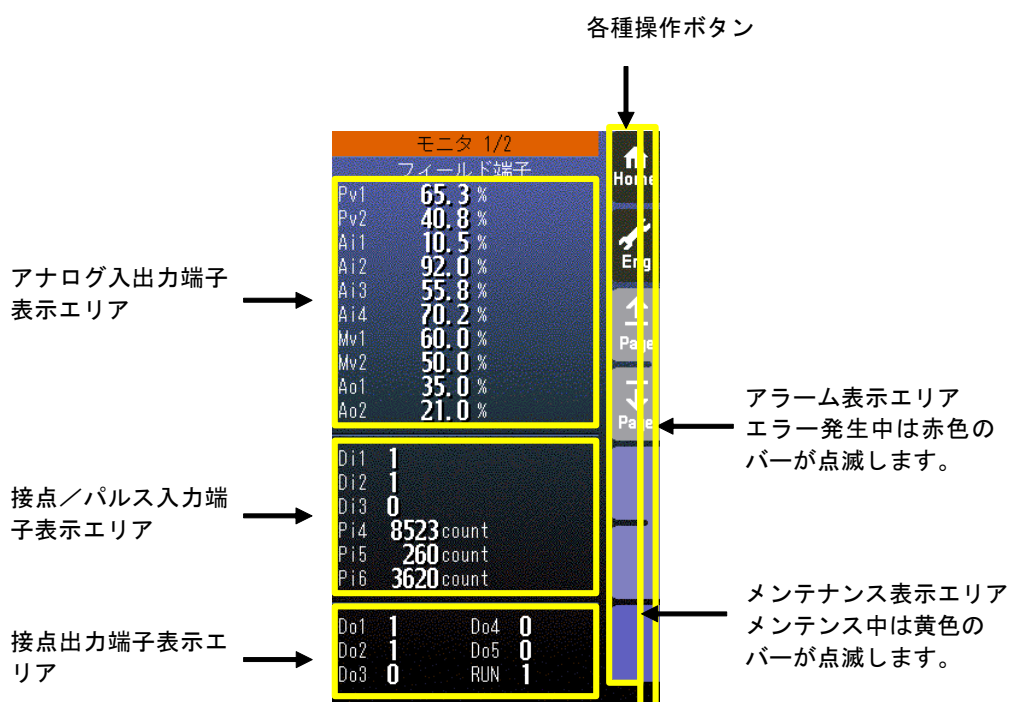 各種操作ボタン
モニタ 1/2
フィールド端子
Pv1 65.3 %
Pv2 40.8 %
Ai1 10.5 %
Ai2 92.0 %
Ai3 55.8 %
Ai4 70.2 %
Mv1 60.0 %
Mv2 50.0 %
Ao1 35.0 %
Ao2 21.0 %
Di1 1
Di2 1
Di3 0
Pi4 8523 count
Pi5 260 count
Pi6 3620 count
Do1 1 Do4 0
Do2 1 Do5 0
Do3 0 RUN 1
Home
Eng
Page
Page
アナログ入出力端子
表示エリア
接点／パルス入力端
子表示エリア
接点出力端子表示エ
リア
アラーム表示エリア
エラー発生中は赤色の
バーが点滅します。
メンテナンス表示エリア
メンテンス中は黄色の
バーが点滅します。